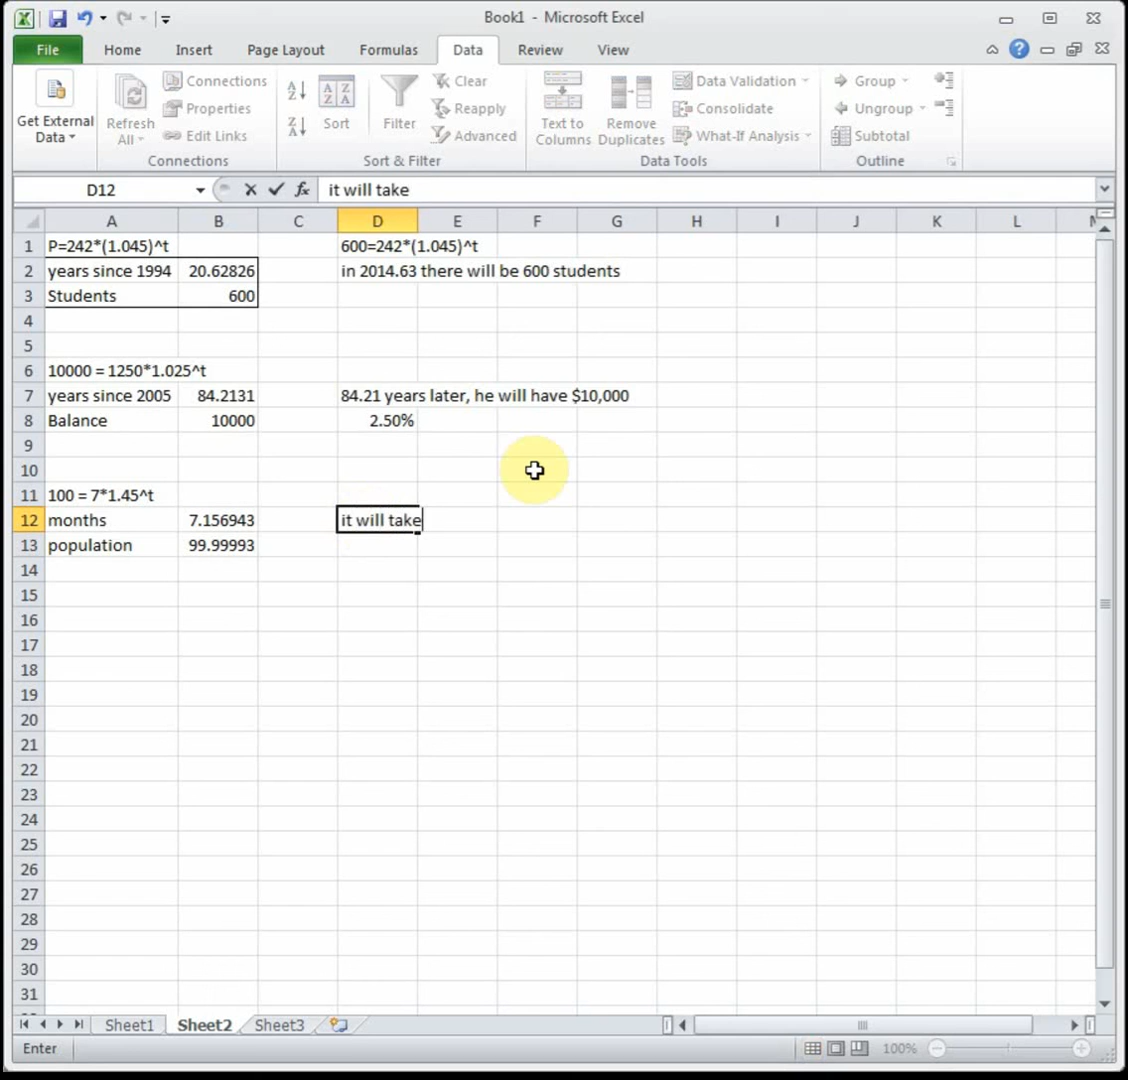 Book1 - Microsoft Excel
File Home Insert Page Layout Formulas Data Review View
Get External Data
Refresh All
Connections
Properties
Edit Links
Connections
Sort
Filter
Clear
Reapply
Advanced
Sort & Filter
Text to Columns
Remove Duplicates
Data Validation
Consolidate
What-If Analysis
Data Tools
Group
Ungroup
Subtotal
Outline
D12 fx it will take
A B C D E F G H I J K L
1 P=242*(1.045)^t 600=242*(1.045)^t
2 years since 1994 20.62826 in 2014.63 there will be 600 students
3 Students 600
4
5
6 10000 = 1250*1.025^t
7 years since 2005 84.2131 84.21 years later, he will have $10,000
8 Balance 10000 2.50%
9
10
11 100 = 7*1.45^t
12 months 7.156943 it will take
13 population 99.99993
14
15
16
17
18
19
20
21
22
23
24
25
26
27
28
29
30
31
Sheet1 Sheet2 Sheet3
Enter 100%